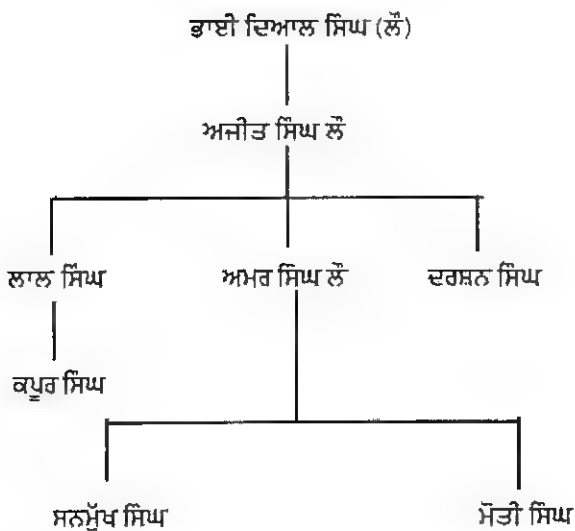 ਭਾਈ ਦਿਆਲ ਸਿੰਘ (ਲੌ)
ਅਜੀਤ ਸਿੰਘ ਲੌ
ਲਾਲ ਸਿੰਘ ਅਮਰ ਸਿੰਘ ਲੌ ਦਰਸ਼ਨ ਸਿੰਘ
ਕਪੂਰ ਸਿੰਘ
ਸਨਮੁੱਖ ਸਿੰਘ ਮੋਤੀ ਸਿੰਘ